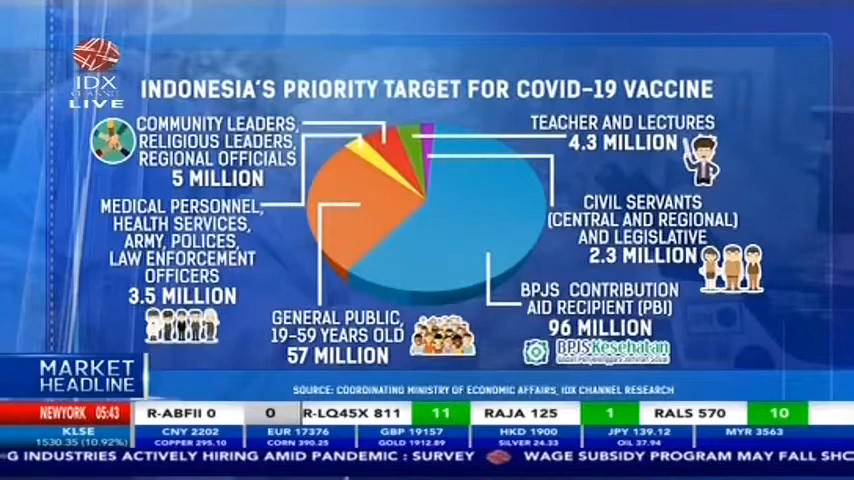 IDX
CHANNEL
LIVE
INDONESIA'S PRIORITY TARGET FOR COVID-19 VACCINE
COMMUNITY LEADERS,
RELIGIOUS LEADERS,
REGIONAL OFFICIALS
5 MILLION
MEDICAL PERSONNEL,
HEALTH SERVICES,
ARMY, POLICES,
LAW ENFORCEMENT
OFFICERS
3.5 MILLION
GENERAL PUBLIC,
19-59 YEARS OLD
57 MILLION
TEACHER AND LECTURES
4.3 MILLION
CIVIL SERVANTS
(CENTRAL AND REGIONAL)
AND LEGISLATIVE
2.3 MILLION
BPJS CONTRIBUTION
AID RECIPIENT (PBI)
96 MILLION
BPJS Kesehatan
MARKET
HEADLINE
SOURCE: COORDINATING MINISTRY OF ECONOMIC AFFAIRS, IDX CHANNEL RESEARCH
NEWYORK 05:43 R-ABFII 0 0 R-LQ45X 811 11 RAJA 125 1 RALS 570 10
KLSE CNY 2202 EUR 17376 GBP 19157 HKD 1900 JPY 139.12 MYR 3563
1530.35 (10.92%) COPPER 295.10 CORN 390.25 GOLD 1912.89 SILVER 24.33 OIL 37.94
G INDUSTRIES ACTIVELY HIRING AMID PANDEMIC : SURVEY WAGE SUBSIDY PROGRAM MAY FALL SHO